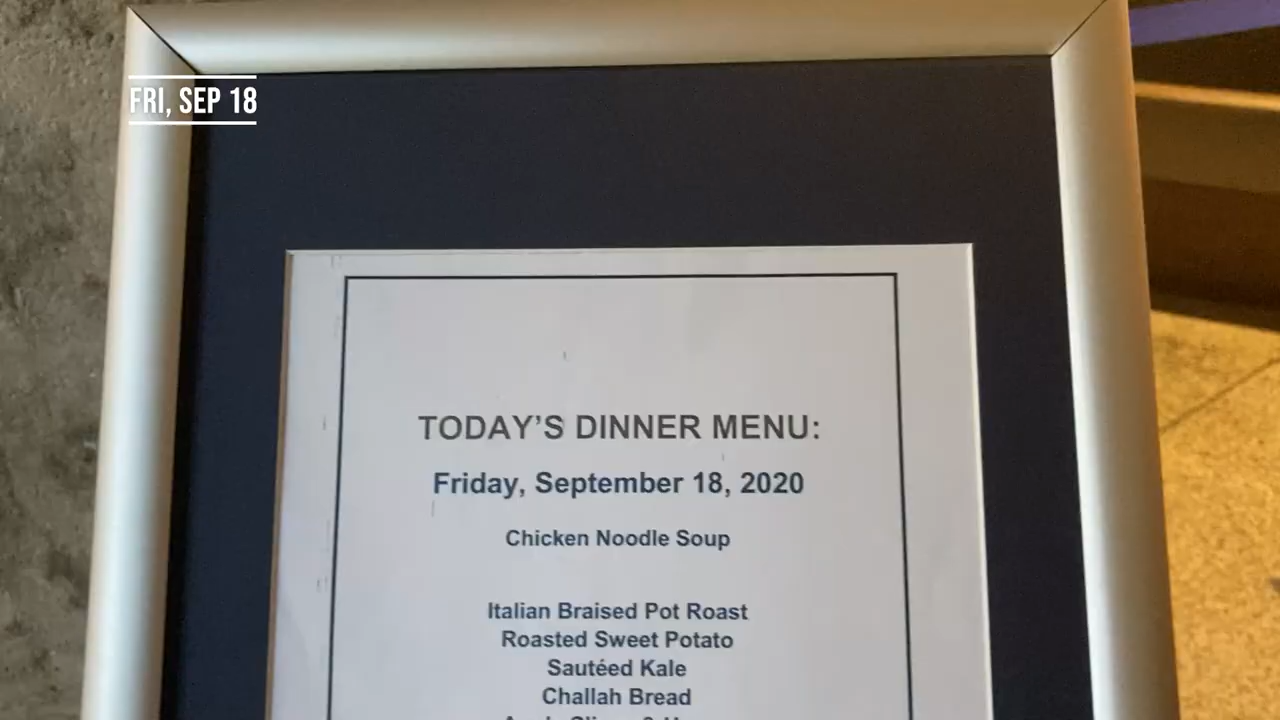 FRI, SEP 18
TODAY'S DINNER MENU:
Friday, September 18, 2020
Chicken Noodle Soup
Italian Braised Pot Roast
Roasted Sweet Potato
Sautéed Kale
Challah Bread